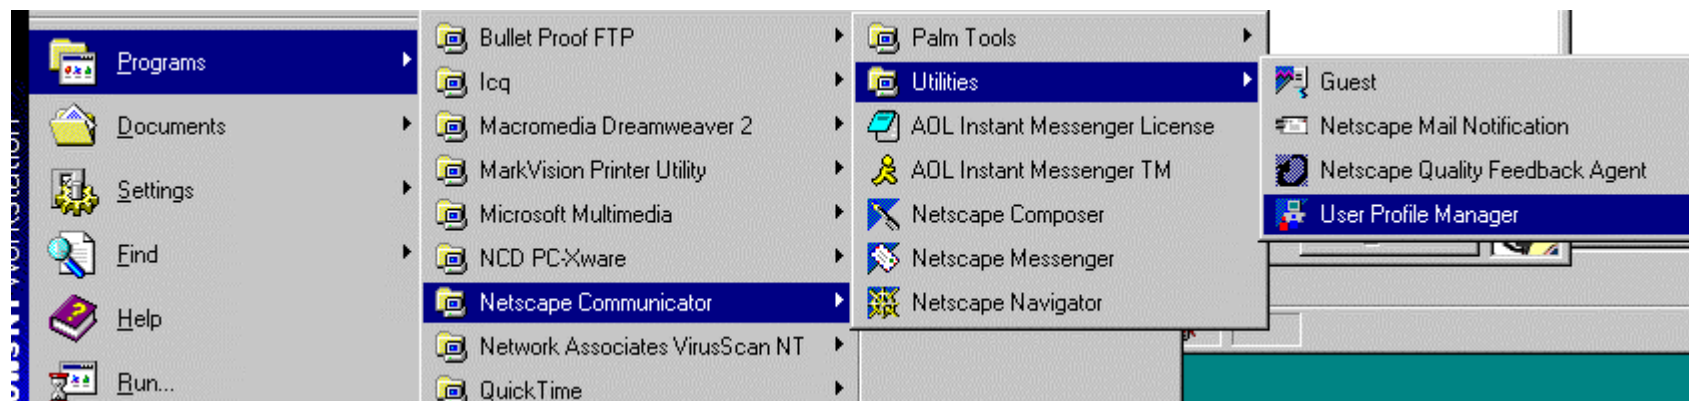 Programs
Documents
Settings
Find
Help
Run...
Bullet Proof FTP
Icq
Macromedia Dreamweaver 2
MarkVision Printer Utility
Microsoft Multimedia
NCD PC-Xware
Netscape Communicator
Network Associates VirusScan NT
QuickTime
Palm Tools
Utilities
AOL Instant Messenger License
AOL Instant Messenger TM
Netscape Composer
Netscape Messenger
Netscape Navigator
Guest
Netscape Mail Notification
Netscape Quality Feedback Agent
User Profile Manager